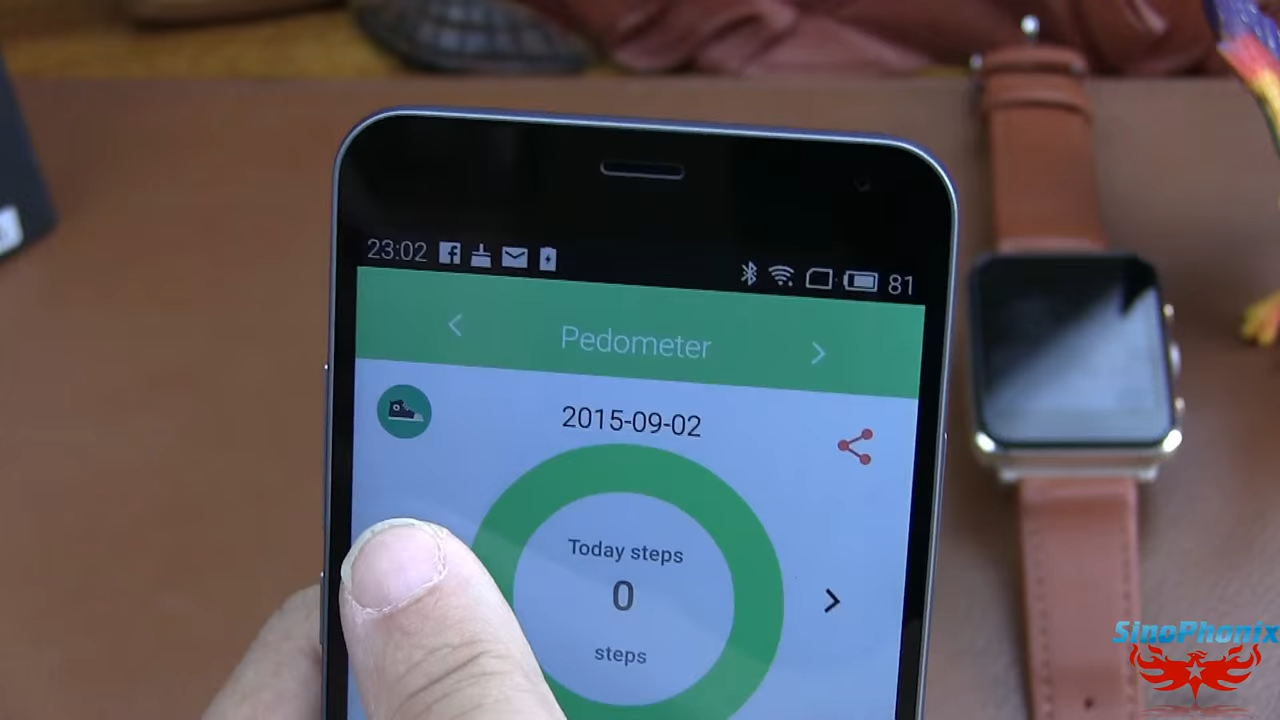 23:02
81
Pedometer
2015-09-02
Today steps
0
steps
SinoPhonix